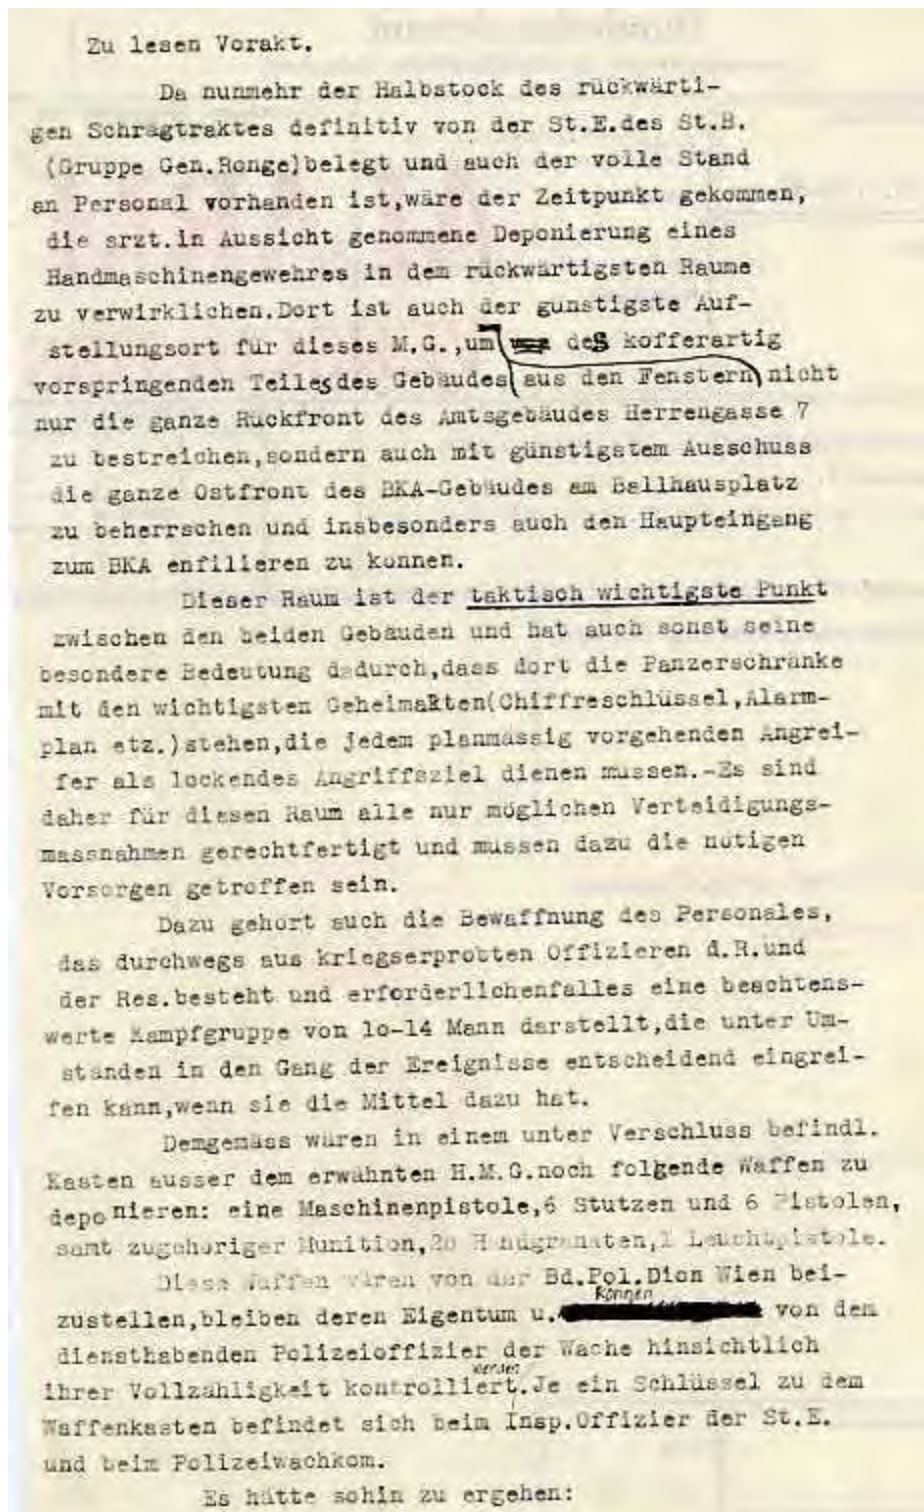 Zu lesen Vorakt.
Da nunmehr der Halbstock des rückwärti-
gen Schrägtraktes definitiv von der St.E.des St.B.
(Gruppe Gen.Ronge)belegt und auch der volle Stand
an Personal vorhanden ist,wäre der Zeitpunkt gekommen,
die srzt.in Aussicht genommene Deponierung eines
Handmaschinengewehres in dem rückwärtigsten Raume
zu verwirklichen.Dort ist auch der günstigste Auf-
stellungsort für dieses M.G.,um des kofferartig
vorspringenden Teiles des Gebäudes aus den Fenstern nicht
nur die ganze Rückfront des Amtsgebäudes Herrengasse 7
zu bestreichen,sondern auch mit günstigstem Ausschuss
die ganze Ostfront des BKA-Gebäudes am Ballhausplatz
zu beherrschen und insbesonders auch den Haupteingang
zum BKA enfilieren zu können.
Dieser Raum ist der taktisch wichtigste Punkt
zwischen den beiden Gebäuden und hat auch sonst seine
besondere Bedeutung dadurch,dass dort die Panzerschränke
mit den wichtigsten Geheimakten(Chiffreschlüssel,Alarm-
plan etz.)stehen,die jedem planmässig vorgehenden Angrei-
fer als lockendes Angriffsziel dienen müssen.-Es sind
daher für diesen Raum alle nur möglichen Verteidigungs-
massnahmen gerechtfertigt und müssen dazu die nötigen
Vorsorgen getroffen sein.
Dazu gehört auch die Bewaffnung des Personales,
das durchwegs aus kriegserprobten Offizieren d.R.und
der Res.besteht und erforderlichenfalles eine beachtens-
werte Kampfgruppe von 10-14 Mann darstellt,die unter Um-
ständen in den Gang der Ereignisse entscheidend eingrei-
fen kann,wenn sie die Mittel dazu hat.
Demgemäss wären in einem unter Verschluss befindl.
Kasten ausser dem erwähnten H.M.G.noch folgende Waffen zu
deponieren: eine Maschinenpistole,6 Stutzen und 6 Pistolen,
samt zugehöriger Munition,20 Handgranaten,1 Leuchtpistole.
Diese Waffen wären von der Bd.Pol.Dion Wien bei-
zustellen,bleiben deren Eigentum u. können von dem
diensthabenden Polizeioffizier der Wache hinsichtlich
ihrer Vollzähligkeit kontrolliert werden.Je ein Schlüssel zu dem
Waffenkasten befindet sich beim Insp.Offizier der St.E.
und beim Polizeiwachkom.
Es hätte sohin zu ergehen: